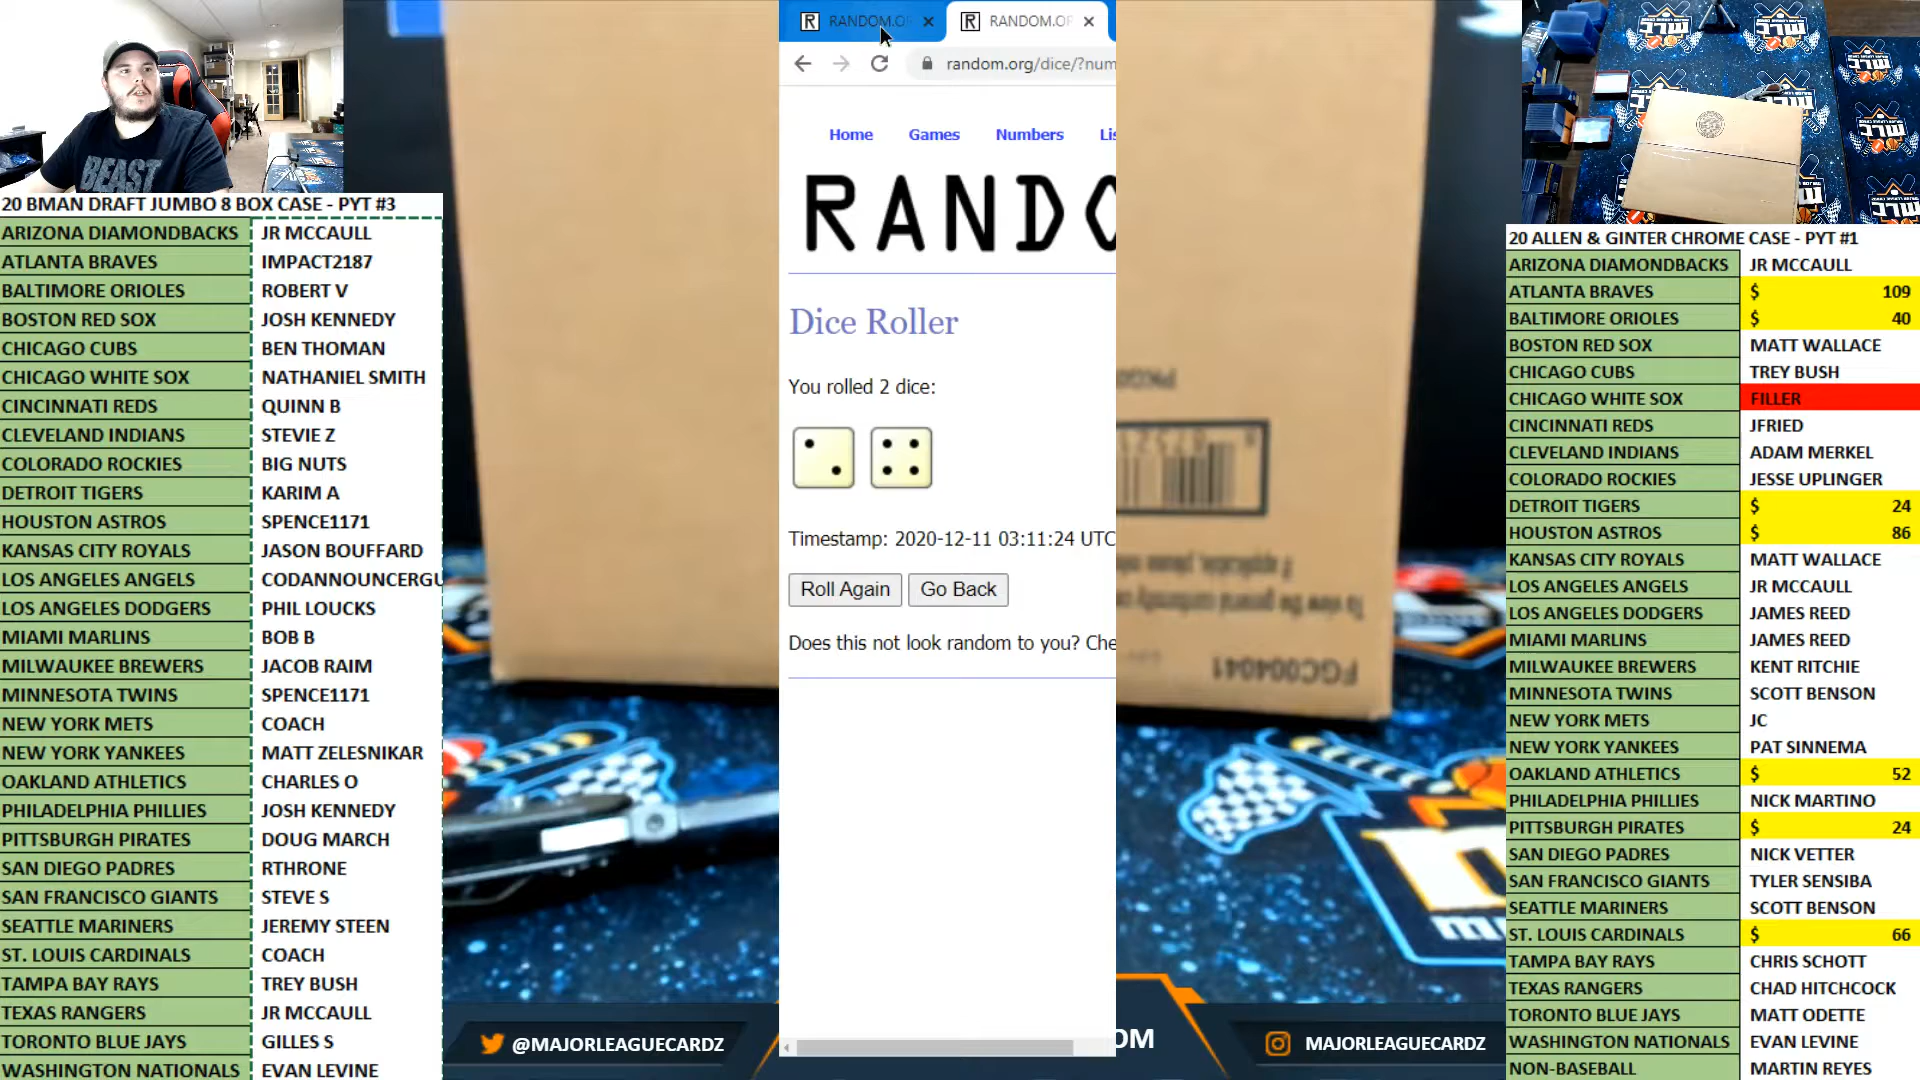 RANDOM.O
RANDOM.OR
random.org/dice/?num
Home Games Numbers Lis
RANDO
Dice Roller
You rolled 2 dice:
Timestamp: 2020-12-11 03:11:24 UTC
Roll Again Go Back
Does this not look random to you? Che
BEAST
20 BMAN DRAFT JUMBO 8 BOX CASE - PYT #3
ARIZONA DIAMONDBACKS JR MCCAULL
ATLANTA BRAVES IMPACT2187
BALTIMORE ORIOLES ROBERT V
BOSTON RED SOX JOSH KENNEDY
CHICAGO CUBS BEN THOMAN
CHICAGO WHITE SOX NATHANIEL SMITH
CINCINNATI REDS QUINN B
CLEVELAND INDIANS STEVIE Z
COLORADO ROCKIES BIG NUTS
DETROIT TIGERS KARIM A
HOUSTON ASTROS SPENCE1171
KANSAS CITY ROYALS JASON BOUFFARD
LOS ANGELES ANGELS CODANNOUNCERGU
LOS ANGELES DODGERS PHIL LOUCKS
MIAMI MARLINS BOB B
MILWAUKEE BREWERS JACOB RAIM
MINNESOTA TWINS SPENCE1171
NEW YORK METS COACH
NEW YORK YANKEES MATT ZELESNIKAR
OAKLAND ATHLETICS CHARLES O
PHILADELPHIA PHILLIES JOSH KENNEDY
PITTSBURGH PIRATES DOUG MARCH
SAN DIEGO PADRES RTHRONE
SAN FRANCISCO GIANTS STEVE S
SEATTLE MARINERS JEREMY STEEN
ST. LOUIS CARDINALS COACH
TAMPA BAY RAYS TREY BUSH
TEXAS RANGERS JR MCCAULL
TORONTO BLUE JAYS GILLES S
WASHINGTON NATIONALS EVAN LEVINE
FGC004041
@MAJORLEAGUECARDZ
OM
MAJORLEAGUECARDZ
20 ALLEN & GINTER CHROME CASE - PYT #1
ARIZONA DIAMONDBACKS JR MCCAULL
ATLANTA BRAVES $ 109
BALTIMORE ORIOLES $ 40
BOSTON RED SOX MATT WALLACE
CHICAGO CUBS TREY BUSH
CHICAGO WHITE SOX FILLER
CINCINNATI REDS JFRIED
CLEVELAND INDIANS ADAM MERKEL
COLORADO ROCKIES JESSE UPLINGER
DETROIT TIGERS $ 24
HOUSTON ASTROS $ 86
KANSAS CITY ROYALS MATT WALLACE
LOS ANGELES ANGELS JR MCCAULL
LOS ANGELES DODGERS JAMES REED
MIAMI MARLINS JAMES REED
MILWAUKEE BREWERS KENT RITCHIE
MINNESOTA TWINS SCOTT BENSON
NEW YORK METS JC
NEW YORK YANKEES PAT SINNEMA
OAKLAND ATHLETICS $ 52
PHILADELPHIA PHILLIES NICK MARTINO
PITTSBURGH PIRATES $ 24
SAN DIEGO PADRES NICK VETTER
SAN FRANCISCO GIANTS TYLER SENSIBA
SEATTLE MARINERS SCOTT BENSON
ST. LOUIS CARDINALS $ 66
TAMPA BAY RAYS CHRIS SCHOTT
TEXAS RANGERS CHAD HITCHCOCK
TORONTO BLUE JAYS MATT ODETTE
WASHINGTON NATIONALS EVAN LEVINE
NON-BASEBALL MARTIN REYES